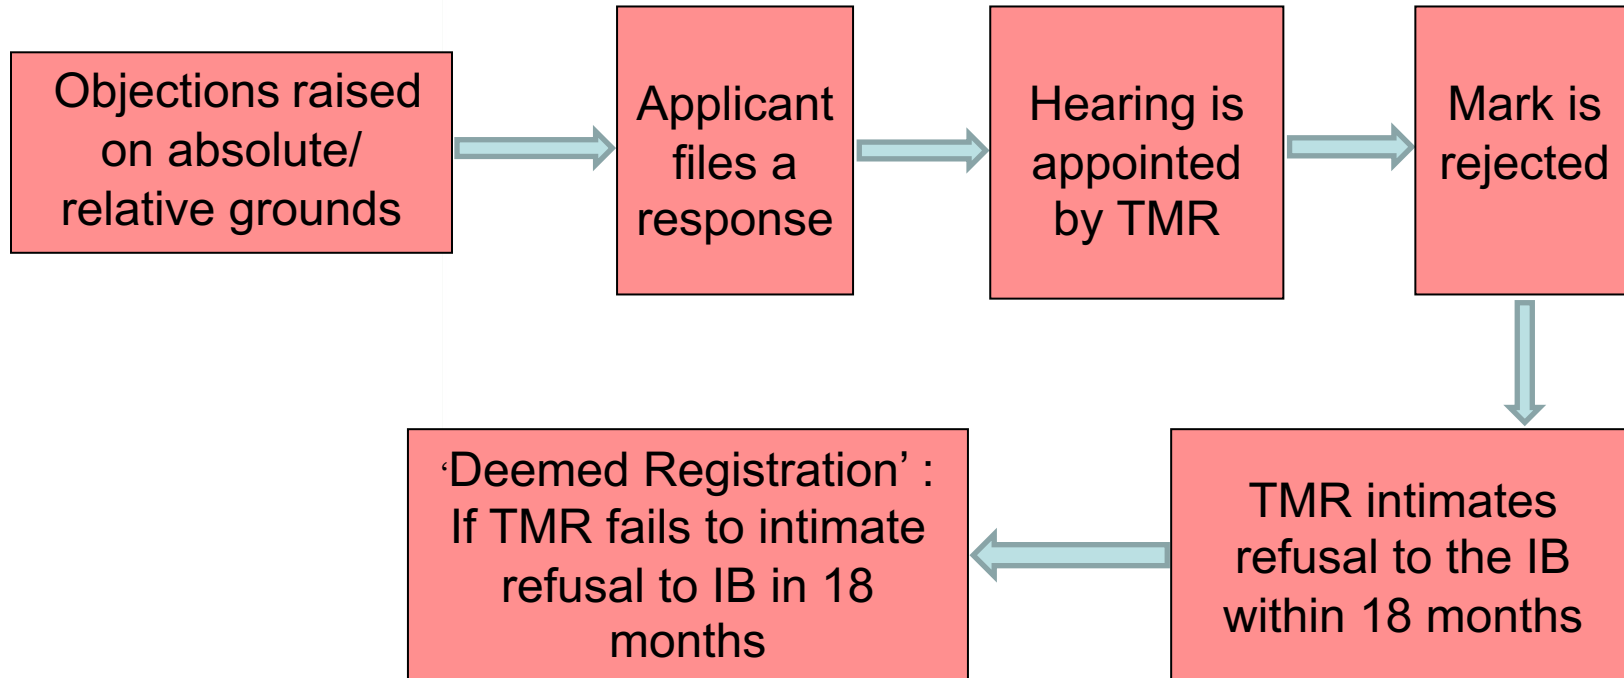 Objections raised
on absolute/
relative grounds
Applicant
files a
response
Hearing is
appointed
by TMR
Mark is
rejected
TMR intimates
refusal to the IB
within 18 months
‘Deemed Registration’ :
If TMR fails to intimate
refusal to IB in 18
months